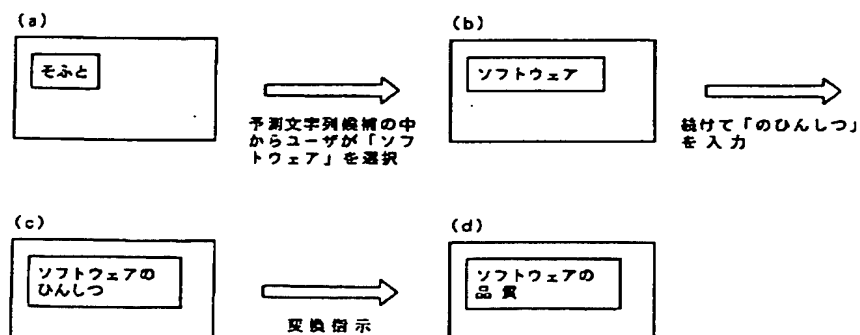 (a)
そふと
予測文字列候補の中
からユーザが「ソフ
トウェア」を選択
(b)
ソフトウェア
続けて「のひんしつ」
を入力
(c)
ソフトウェアの
ひんしつ
変換指示
(d)
ソフトウェアの
品質